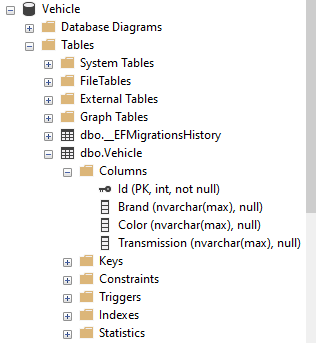 Vehicle
Database Diagrams
Tables
System Tables
FileTables
External Tables
Graph Tables
dbo.__EFMigrationsHistory
dbo.Vehicle
Columns
Id (PK, int, not null)
Brand (nvarchar(max), null)
Color (nvarchar(max), null)
Transmission (nvarchar(max), null)
Keys
Constraints
Triggers
Indexes
Statistics